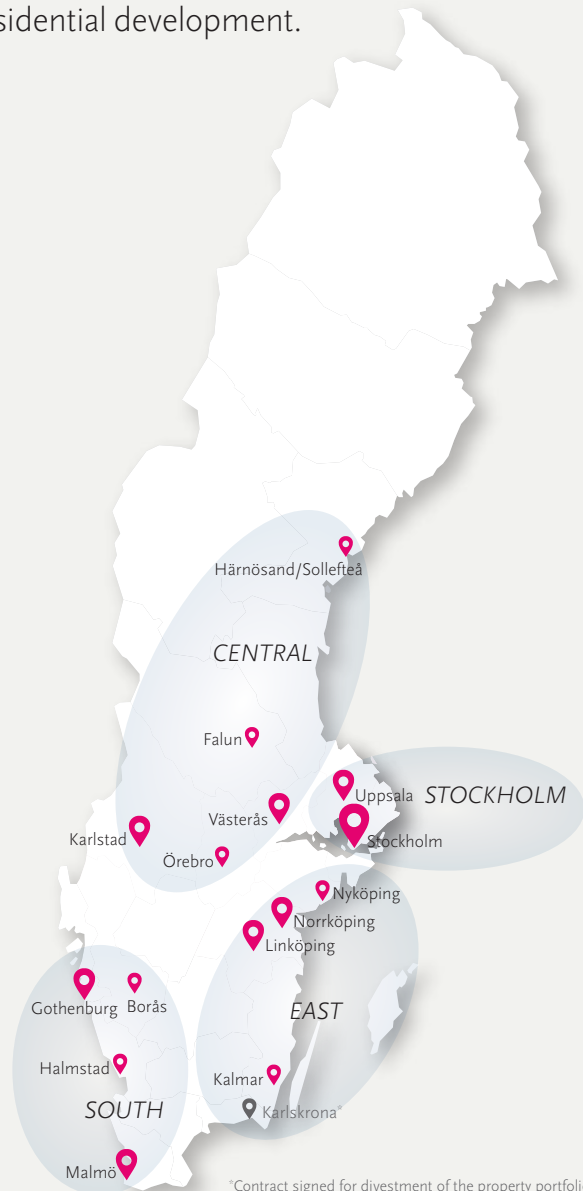 sidential development.
Härnösand/Sollefteå
CENTRAL
Falun
Uppsala
STOCKHOLM
Västerås
Karlstad
Stockholm
Örebro
Nyköping
Norrköping
Linköping
Gothenburg
Borås
EAST
Halmstad
Kalmar
SOUTH
Karlskrona*
Malmö
*Contract signed for divestment of the property portfoli